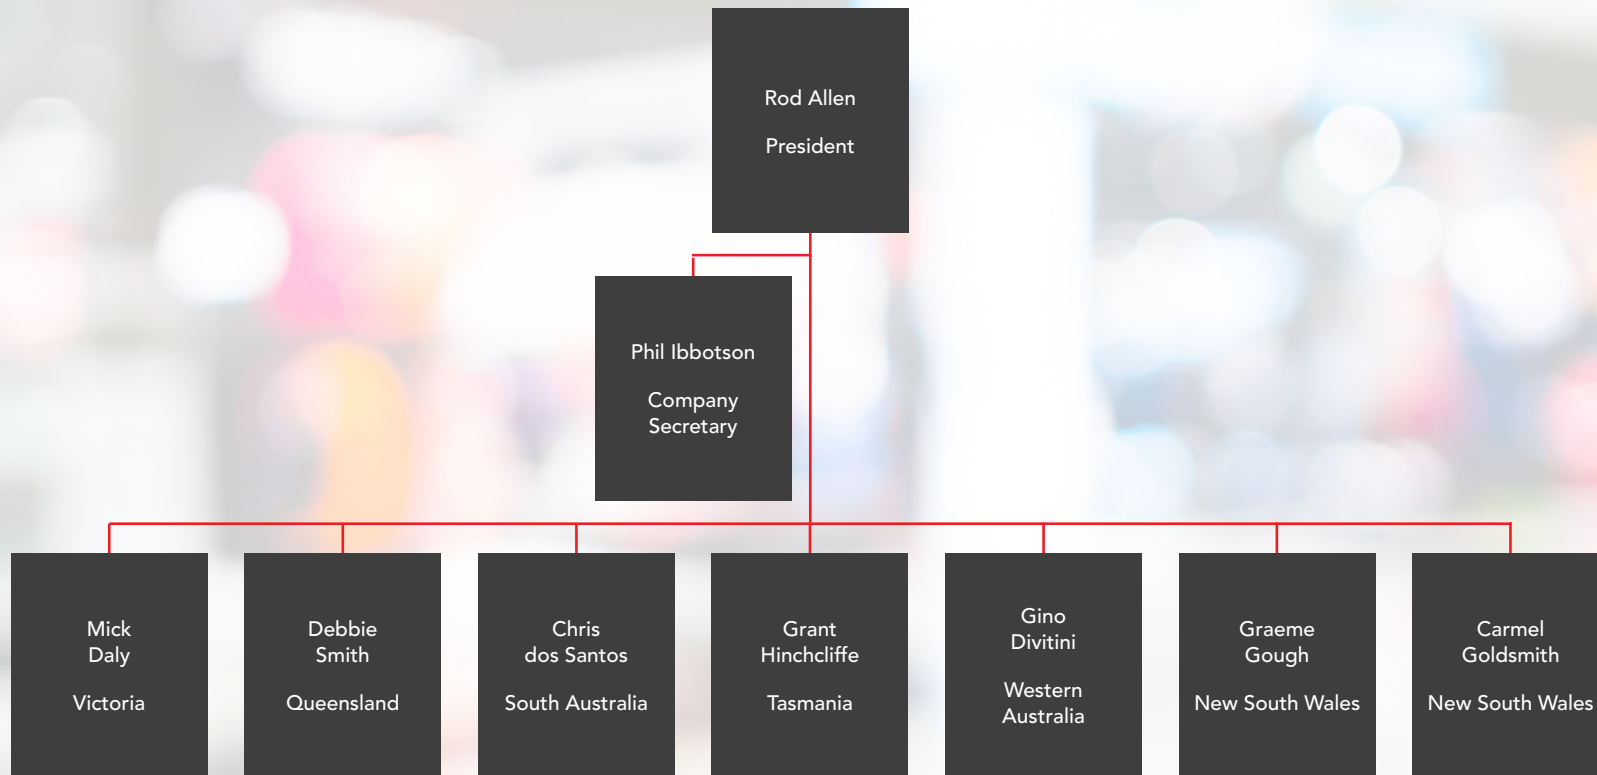 Rod Allen
President
Phil Ibbotson
Company
Secretary
Mick
Daly
Victoria
Debbie
Smith
Queensland
Chris
dos Santos
South Australia
Grant
Hinchcliffe
Tasmania
Gino
Divitini
Western
Australia
Graeme
Gough
New South Wales
Carmel
Goldsmith
New South Wales